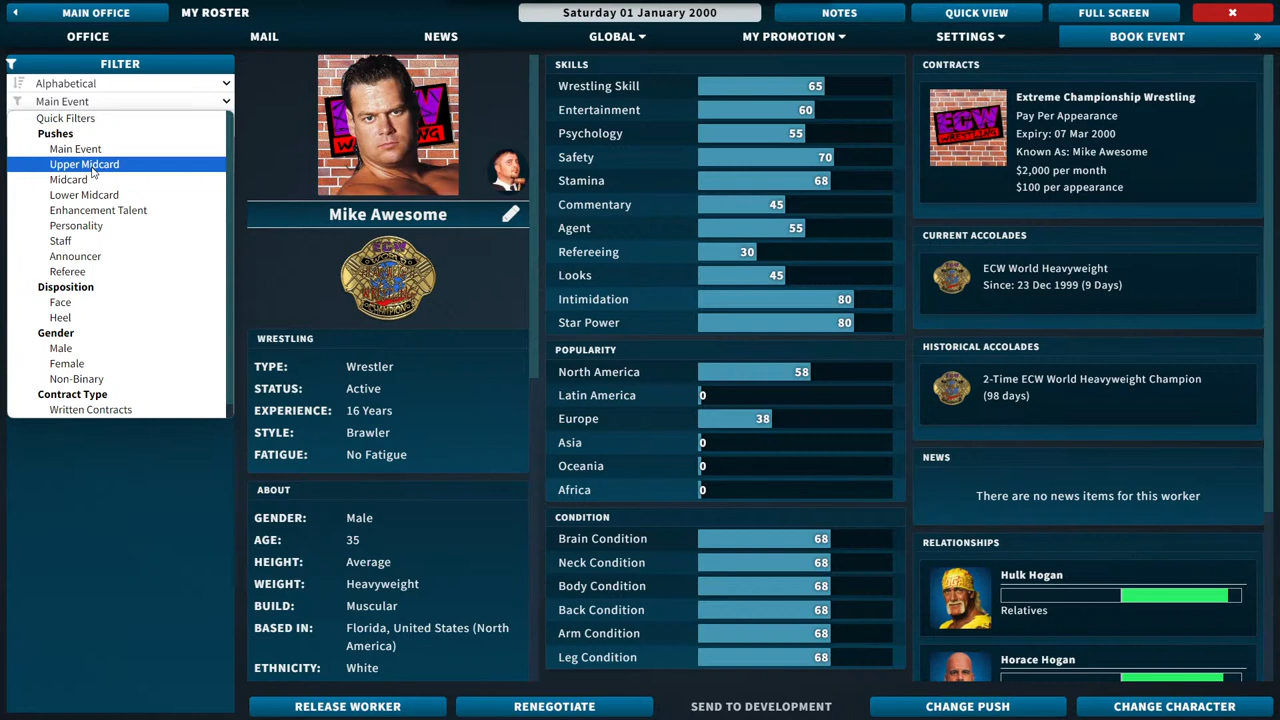 MAIN OFFICE
MY ROSTER
Saturday 01 January 2000
NOTES
QUICK VIEW
FULL SCREEN
OFFICE
MAIL
NEWS
GLOBAL
MY PROMOTION
SETTINGS
BOOK EVENT
FILTER
Alphabetical
Main Event
Quick Filters
Pushes
Main Event
Upper Midcard
Midcard
Lower Midcard
Enhancement Talent
Personality
Staff
Announcer
Referee
Disposition
Face
Heel
Gender
Male
Female
Non-Binary
Contract Type
Written Contracts
Mike Awesome
WRESTLING
TYPE: Wrestler
STATUS: Active
EXPERIENCE: 16 Years
STYLE: Brawler
FATIGUE: No Fatigue
ABOUT
GENDER: Male
AGE: 35
HEIGHT: Average
WEIGHT: Heavyweight
BUILD: Muscular
BASED IN: Florida, United States (North
America)
ETHNICITY: White
SKILLS
Wrestling Skill 65
Entertainment 60
Psychology 55
Safety 70
Stamina 68
Commentary 45
Agent 55
Refereeing 30
Looks 45
Intimidation 80
Star Power 80
POPULARITY
North America 58
Latin America 0
Europe 38
Asia 0
Oceania 0
Africa 0
CONDITION
Brain Condition 68
Neck Condition 68
Body Condition 68
Back Condition 68
Arm Condition 68
Leg Condition 68
CONTRACTS
ECW
WRESTLING
Extreme Championship Wrestling
Pay Per Appearance
Expiry: 07 Mar 2000
Known As: Mike Awesome
$2,000 per month
$100 per appearance
CURRENT ACCOLADES
ECW World Heavyweight
Since: 23 Dec 1999 (9 Days)
HISTORICAL ACCOLADES
2-Time ECW World Heavyweight Champion
(98 days)
NEWS
There are no news items for this worker
RELATIONSHIPS
Hulk Hogan
Relatives
Horace Hogan
RELEASE WORKER
RENEGOTIATE
SEND TO DEVELOPMENT
CHANGE PUSH
CHANGE CHARACTER